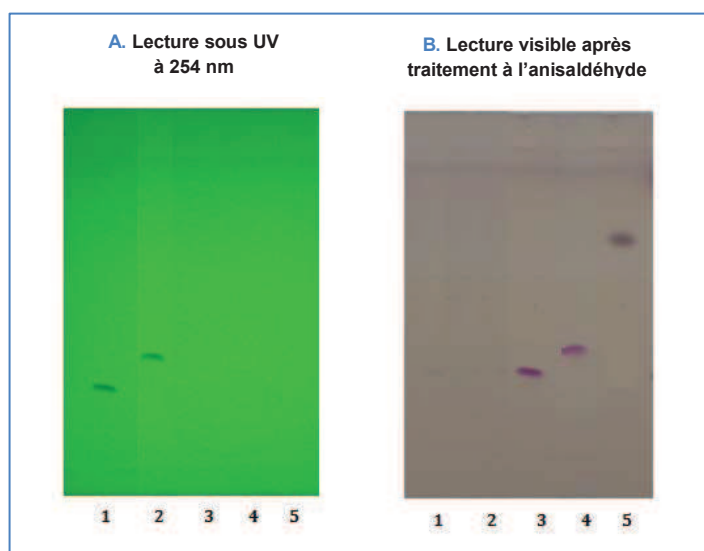 A. Lecture sous UV
à 254 nm
B. Lecture visible après
traitement à l'anisaldéhyde
1 2 3 4 5
1 2 3 4 5